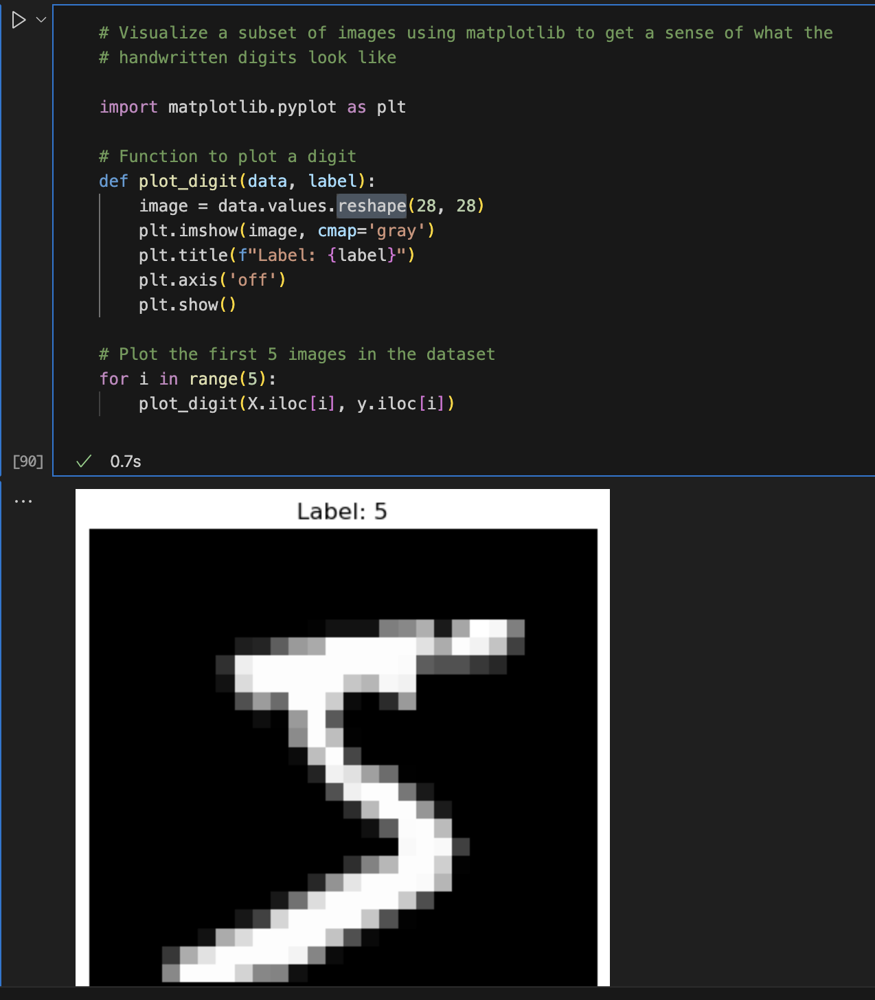 # Visualize a subset of images using matplotlib to get a sense of what the
# handwritten digits look like
import matplotlib.pyplot as plt
# Function to plot a digit
def plot_digit(data, label):
    image = data.values.reshape(28, 28)
    plt.imshow(image, cmap='gray')
    plt.title(f"Label: {label}")
    plt.axis('off')
    plt.show()
# Plot the first 5 images in the dataset
for i in range(5):
    plot_digit(X.iloc[i], y.iloc[i])
[90] ✓ 0.7s
...
Label: 5